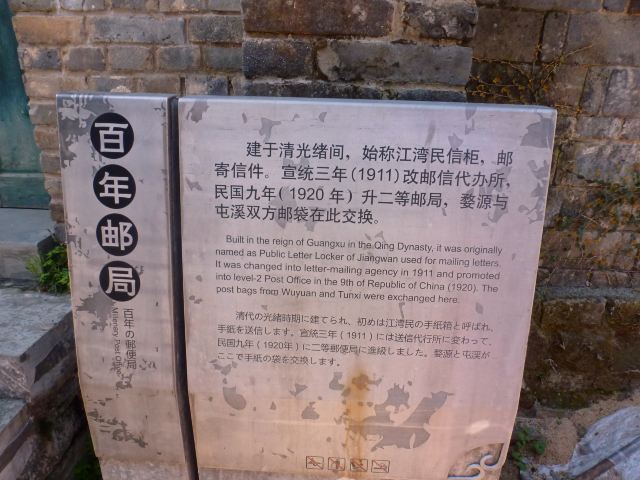 百年邮局
百年の郵便局
Millenary Post Office
建于清光绪间，始称江湾民信柜，邮
寄信件。宣统三年(1911)改邮信代办所，
民国九年(1920 年) 升二等邮局，婺源与
屯溪双方邮袋在此交换。
Built in the reign of Guangxu in the Qing Dynasty, it was originally
named as Public Letter Locker of Jiangwan used for mailing letters.
It was changed into letter-mailing agency in 1911 and promoted
into level-2 Post Office in the 9th of Republic of China (1920). The
post bags from Wuyuan and Tunxi were exchanged here.
清代の光緒時期に建てられ、初めは江湾民の手紙箱と呼ばれ、
手紙を送信します。宣統三年（1911）には送信代行所に変わって、
民国九年（1920年）に二等郵便局に進級しました。婺源と屯溪が
ここで手紙の袋を交換します。